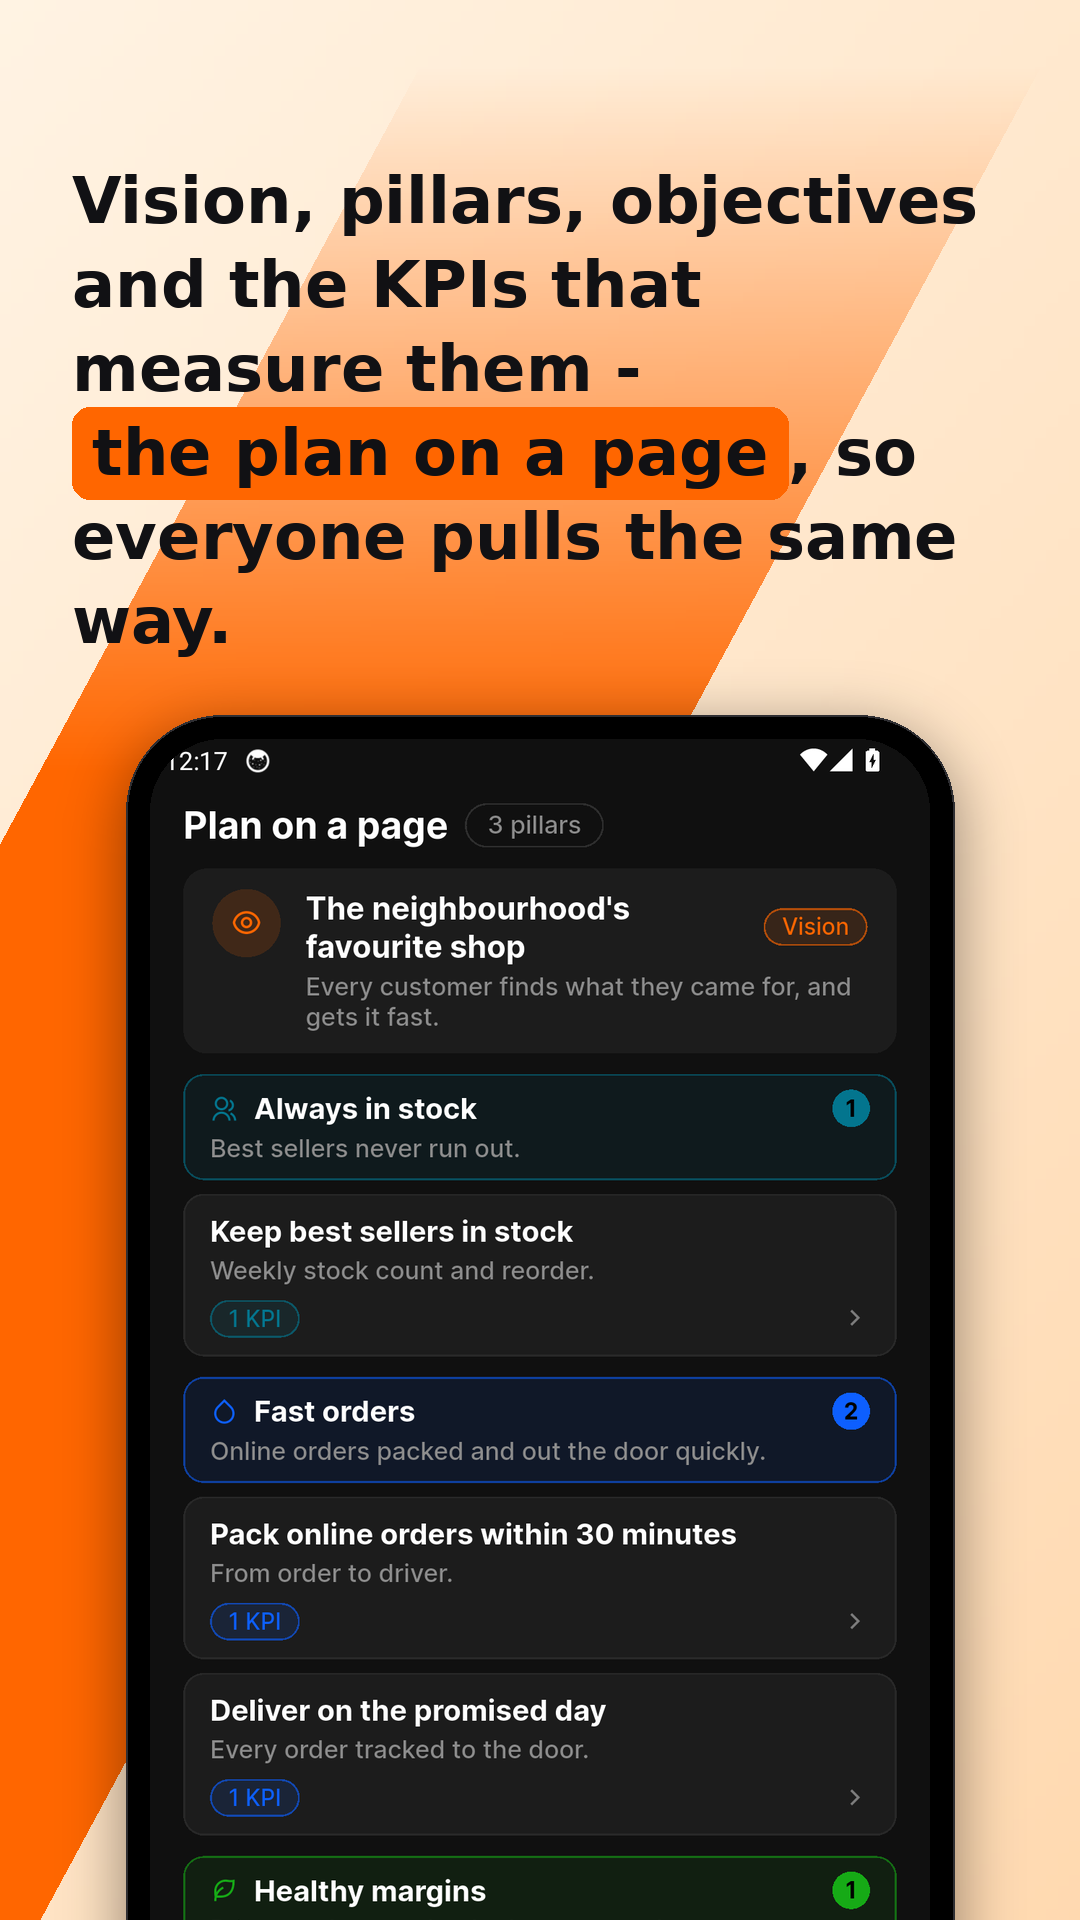 Vision, pillars, objectives
and the KPIs that
measure them -
the plan on a page, so
everyone pulls the same
way.
12:17
Plan on a page
3 pillars
The neighbourhood's
favourite shop
Vision
Every customer finds what they came for, and
gets it fast.
Always in stock
1
Best sellers never run out.
Keep best sellers in stock
Weekly stock count and reorder.
1 KPI
Fast orders
2
Online orders packed and out the door quickly.
Pack online orders within 30 minutes
From order to driver.
1 KPI
Deliver on the promised day
Every order tracked to the door.
1 KPI
Healthy margins
1